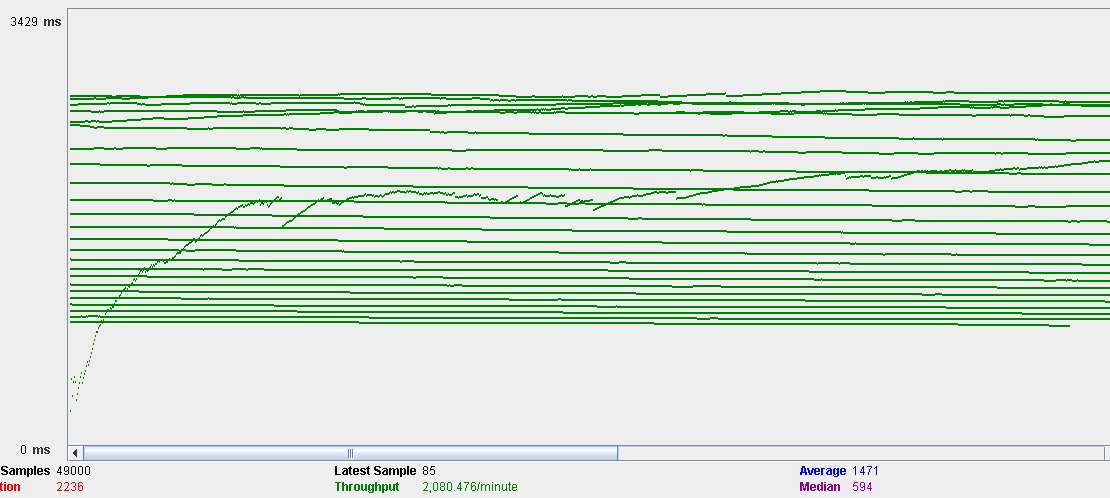 3429 ms
0 ms
Samples 49000 Latest Sample 85 Average 1471
tion 2236 Throughput 2,080.476/minute Median 594